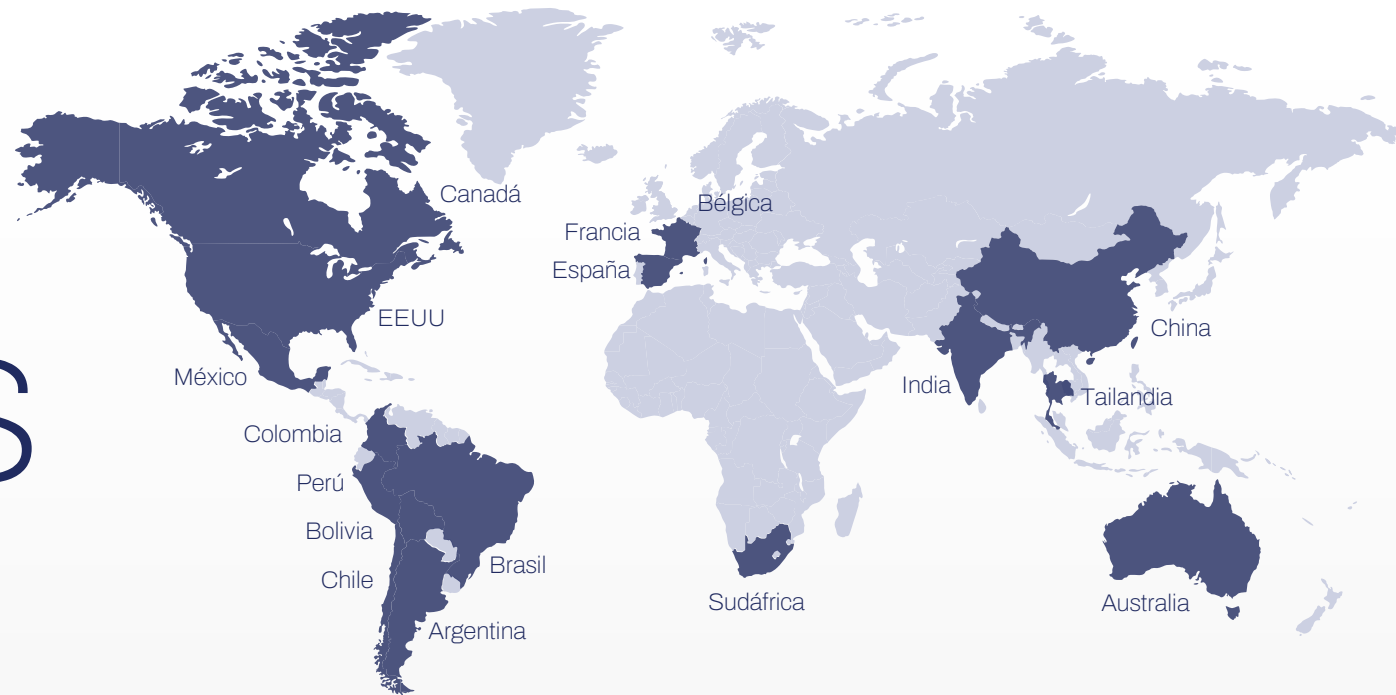 Canadá
Bélgica
Francia
España
EEUU
China
México
India
Tailandia
Colombia
Perú
Bolivia
Brasil
Chile
Sudáfrica
Australia
Argentina
S